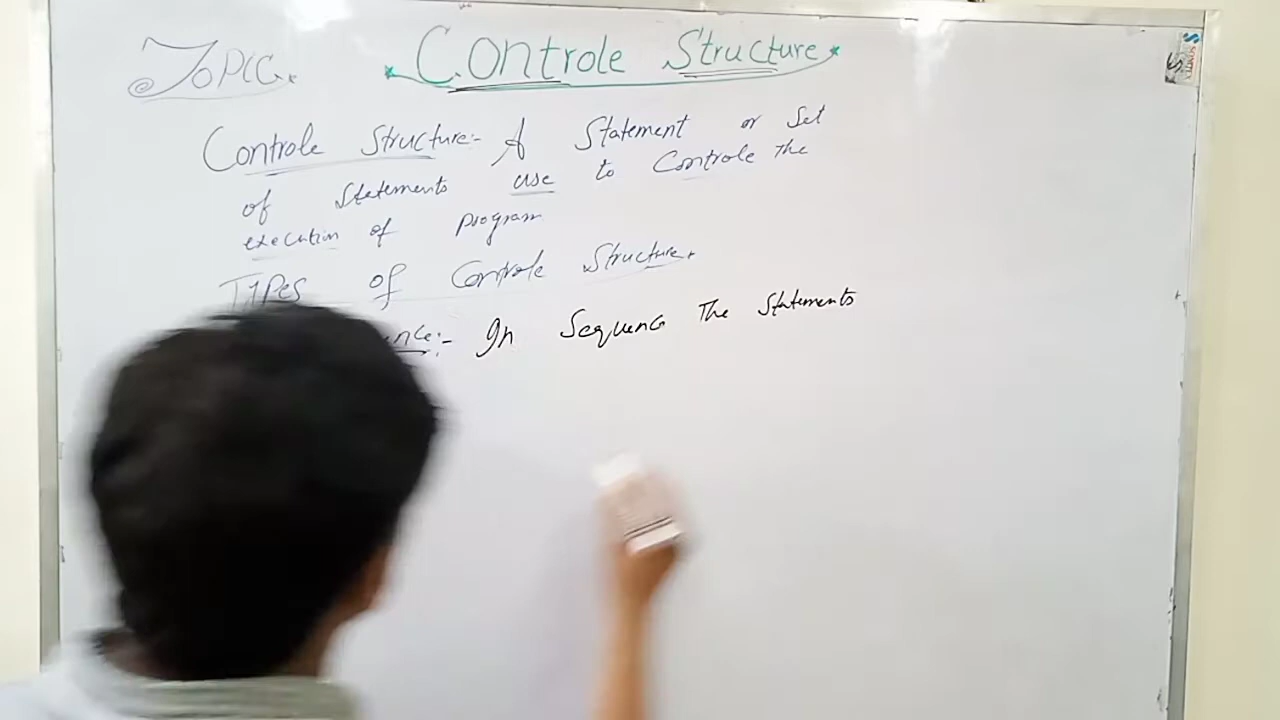 TOPIC.
Controle Structure
Controle Structure:- A Statement or Set
of Statements use to Controle the
execution of program
Types of Controle Structure.
In Sequence The Statements